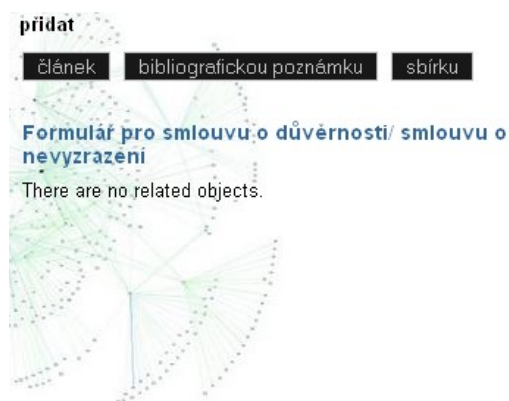 přidat
článek bibliografickou poznámku sbírku
Formulář pro smlouvu o důvěrnosti/ smlouvu o
nevyzrazení
There are no related objects.